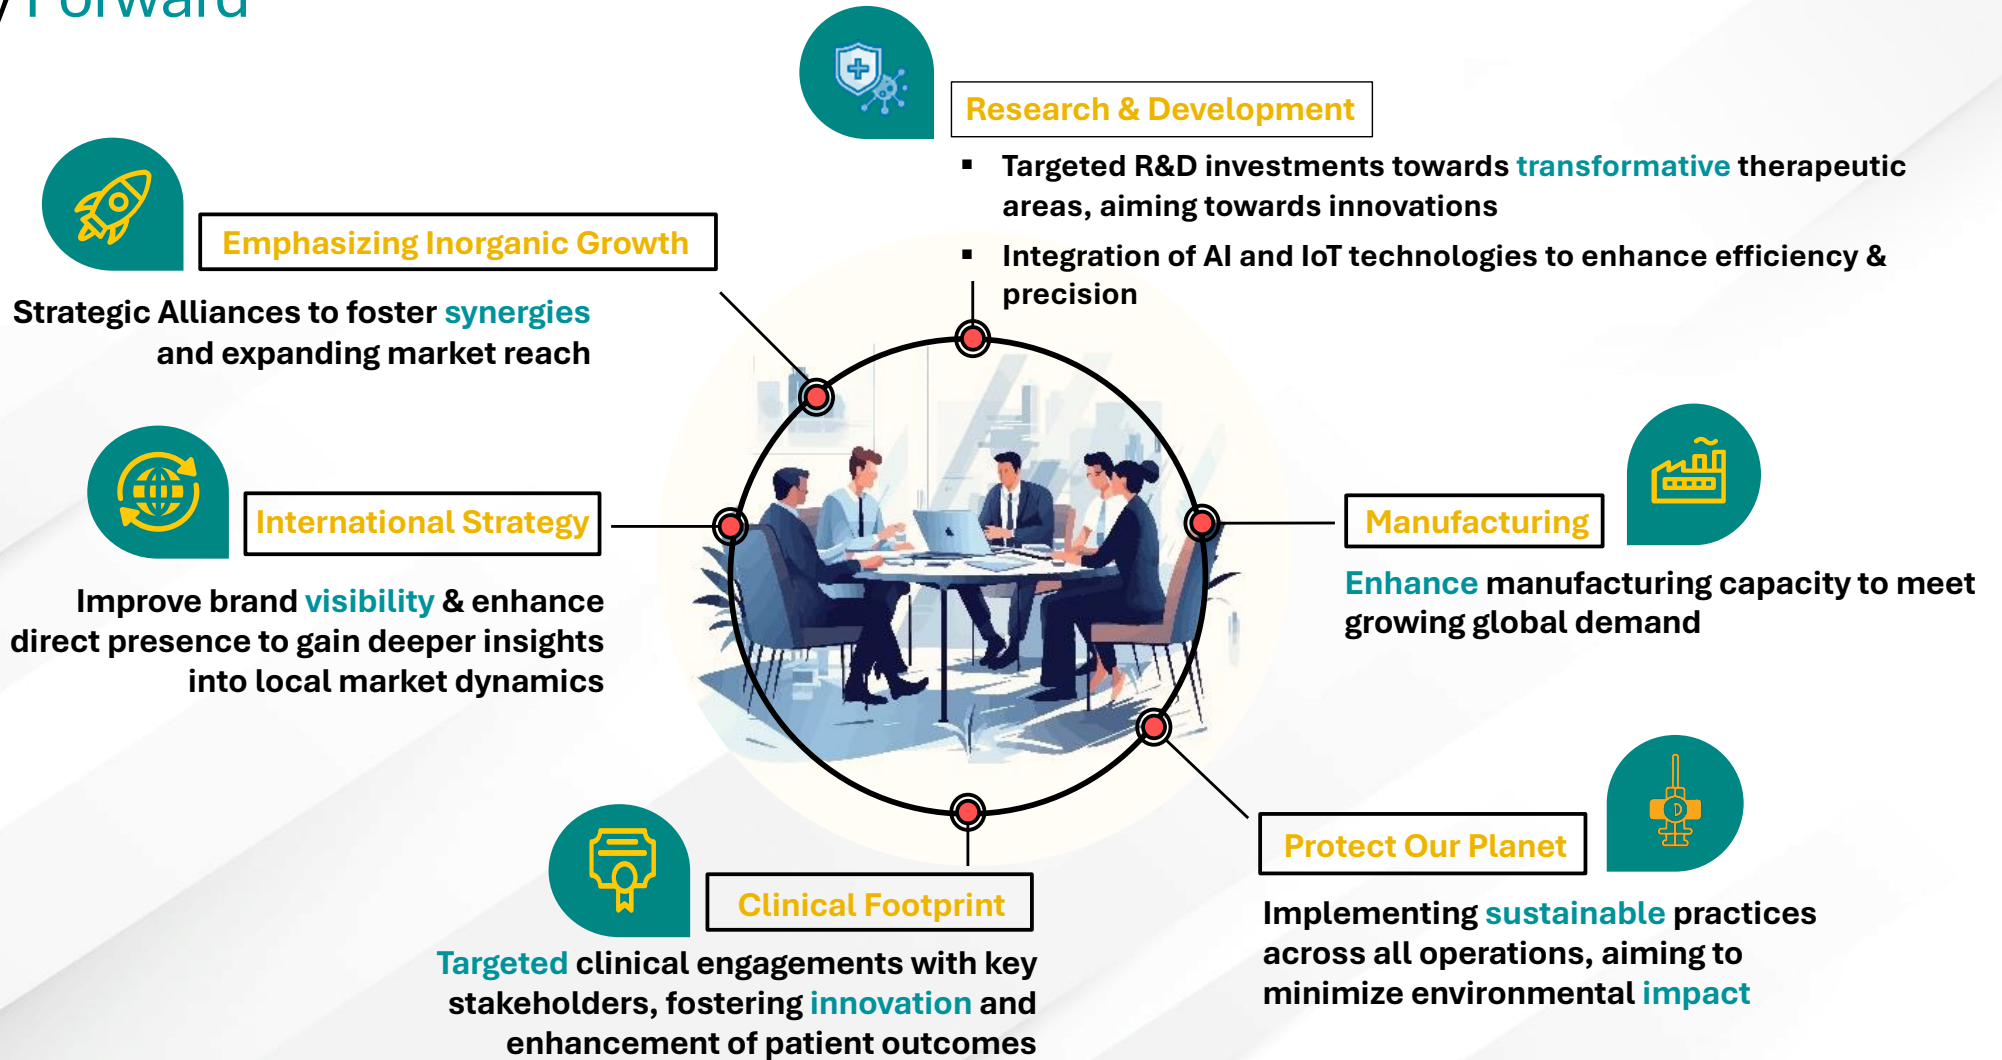 Forward
Research & Development
▪ Targeted R&D investments towards transformative therapeutic
areas, aiming towards innovations
▪ Integration of AI and IoT technologies to enhance efficiency &
precision
Emphasizing Inorganic Growth
Strategic Alliances to foster synergies
and expanding market reach
International Strategy
Improve brand visibility & enhance
direct presence to gain deeper insights
into local market dynamics
Manufacturing
Enhance manufacturing capacity to meet
growing global demand
Protect Our Planet
Implementing sustainable practices
across all operations, aiming to
minimize environmental impact
Clinical Footprint
Targeted clinical engagements with key
stakeholders, fostering innovation and
enhancement of patient outcomes